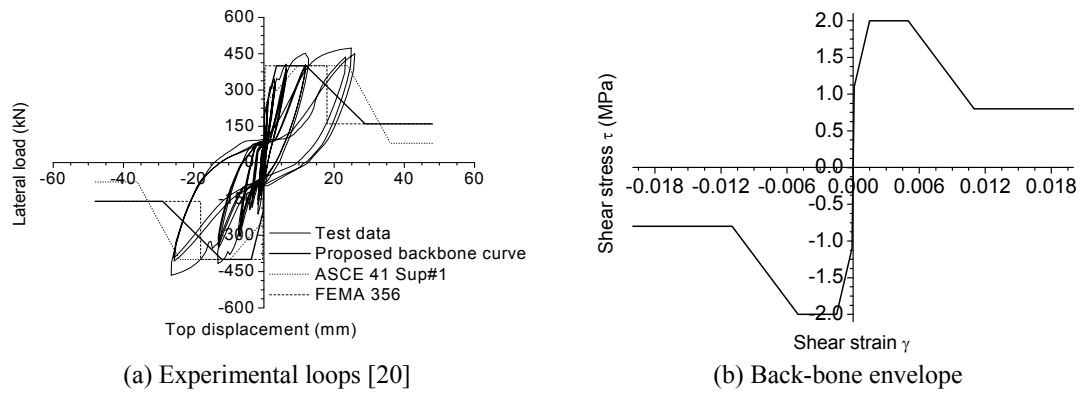 600
450
300
150
0
-60 -40 -20 0 20 40 60
-150
-300
-450
-600
Lateral load (kN)
Test data
Proposed backbone curve
ASCE 41 Sup#1
FEMA 356
Top displacement (mm)
(a) Experimental loops [20]
2.0
1.5
1.0
0.5
0.0
-0.018 -0.012 -0.006 0.000 0.006 0.012 0.018
-0.5
-1.0
-1.5
-2.0
Shear stress τ (MPa)
Shear strain γ
(b) Back-bone envelope